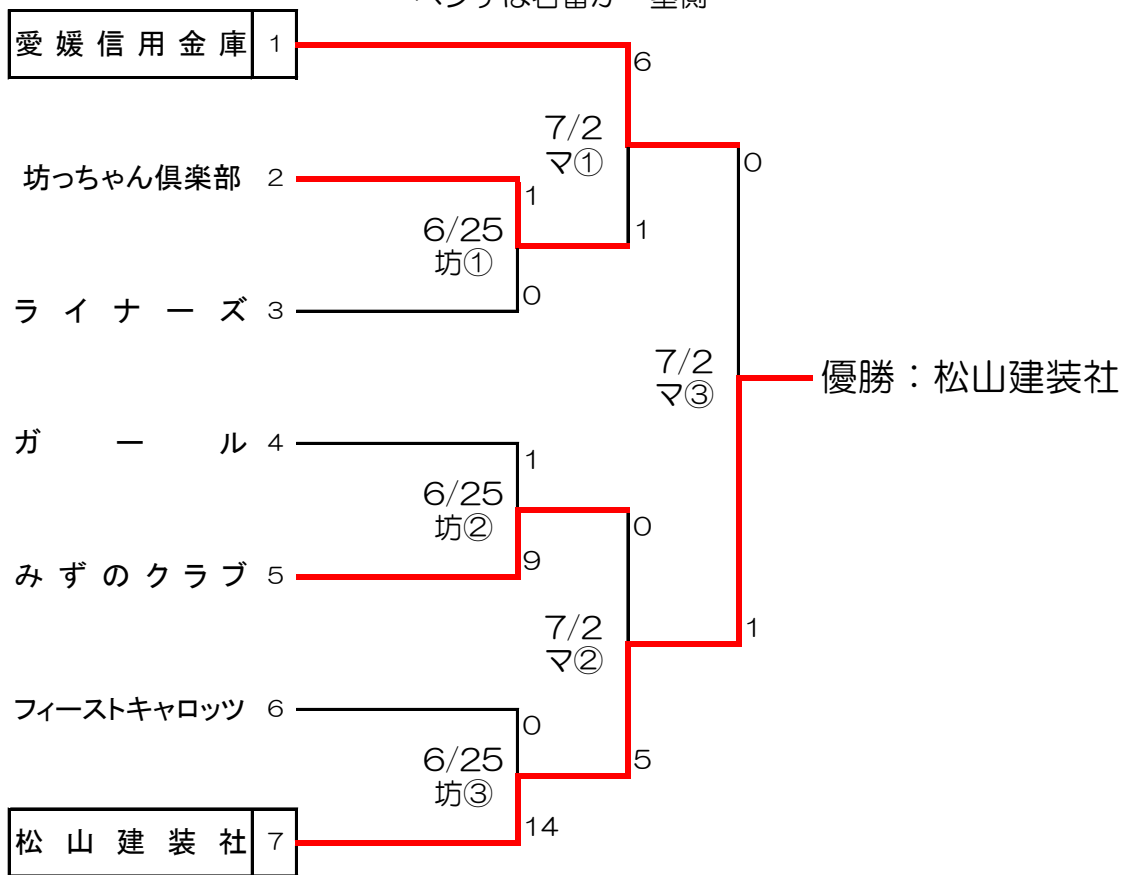 愛媛信用金庫 1
6
7/2
マ①
坊っちゃん倶楽部 2
1
0
6/25
坊①
1
ライナーズ 3
0
7/2
マ③
優勝：松山建装社
ガール 4
1
6/25
坊②
0
みずのクラブ 5
9
7/2
マ②
1
フィーストキャロッツ 6
0
6/25
坊③
5
松山建装社 7
14